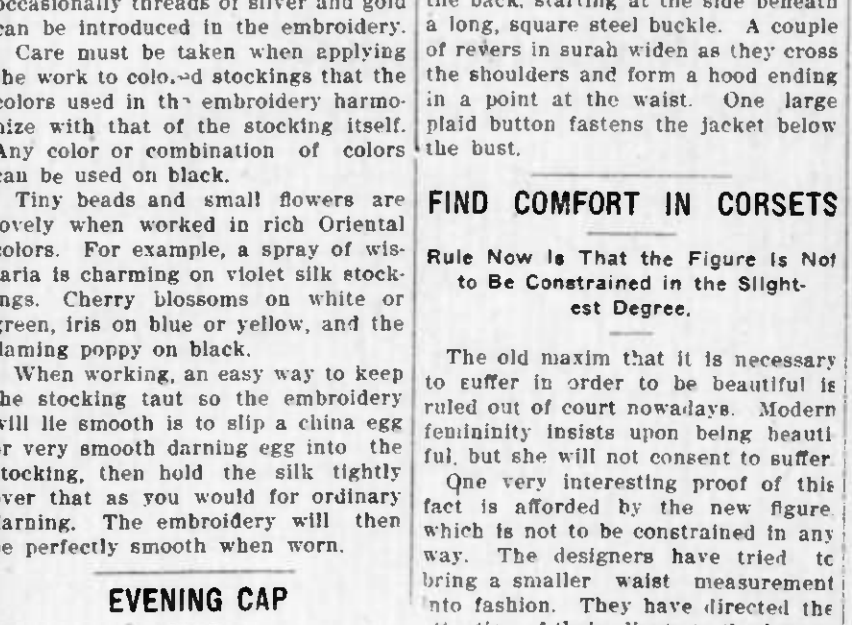 occasionally threads of silver and gold
can be introduced in the embroidery.
Care must be taken when applying
the work to colo.ed stockings that the
colors used in th embroidery harmo-
nize with that of the stocking itself.
Any color or combination of colors
can be used on black.
Tiny beads and small flowers are
ovely when worked in rich Oriental
colors. For example, a spray of wis-
aria is charming on violet silk stock-
ngs. Cherry blossoms on white or
green, iris on blue or yellow, and the
laming poppy on black.
When working, an easy way to keep
he stocking taut so the embroidery
will lie smooth is to slip a china egg
or very smooth darning egg into the
tocking, then hold the silk tightly
ver that as you would for ordinary
arning. The embroidery will then
e perfectly smooth when worn.
EVENING CAP
the back, starting at the side beneath
a long, square steel buckle. A couple
of revers in surah widen as they cross
the shoulders and form a hood ending
in a point at the waist. One large
plaid button fastens the jacket below
the bust.
FIND COMFORT IN CORSETS
Rule Now Is That the Figure Is Not
to Be Constrained in the Slight-
est Degree.
The old maxim that it is necessary
to suffer in order to be beautiful is
ruled out of court nowadays. Modern
femininity insists upon being beauti
ful, but she will not consent to suffer
One very interesting proof of this
fact is afforded by the new figure
which is not to be constrained in any
way. The designers have tried to
bring a smaller waist measurement
nto fashion. They have directed the